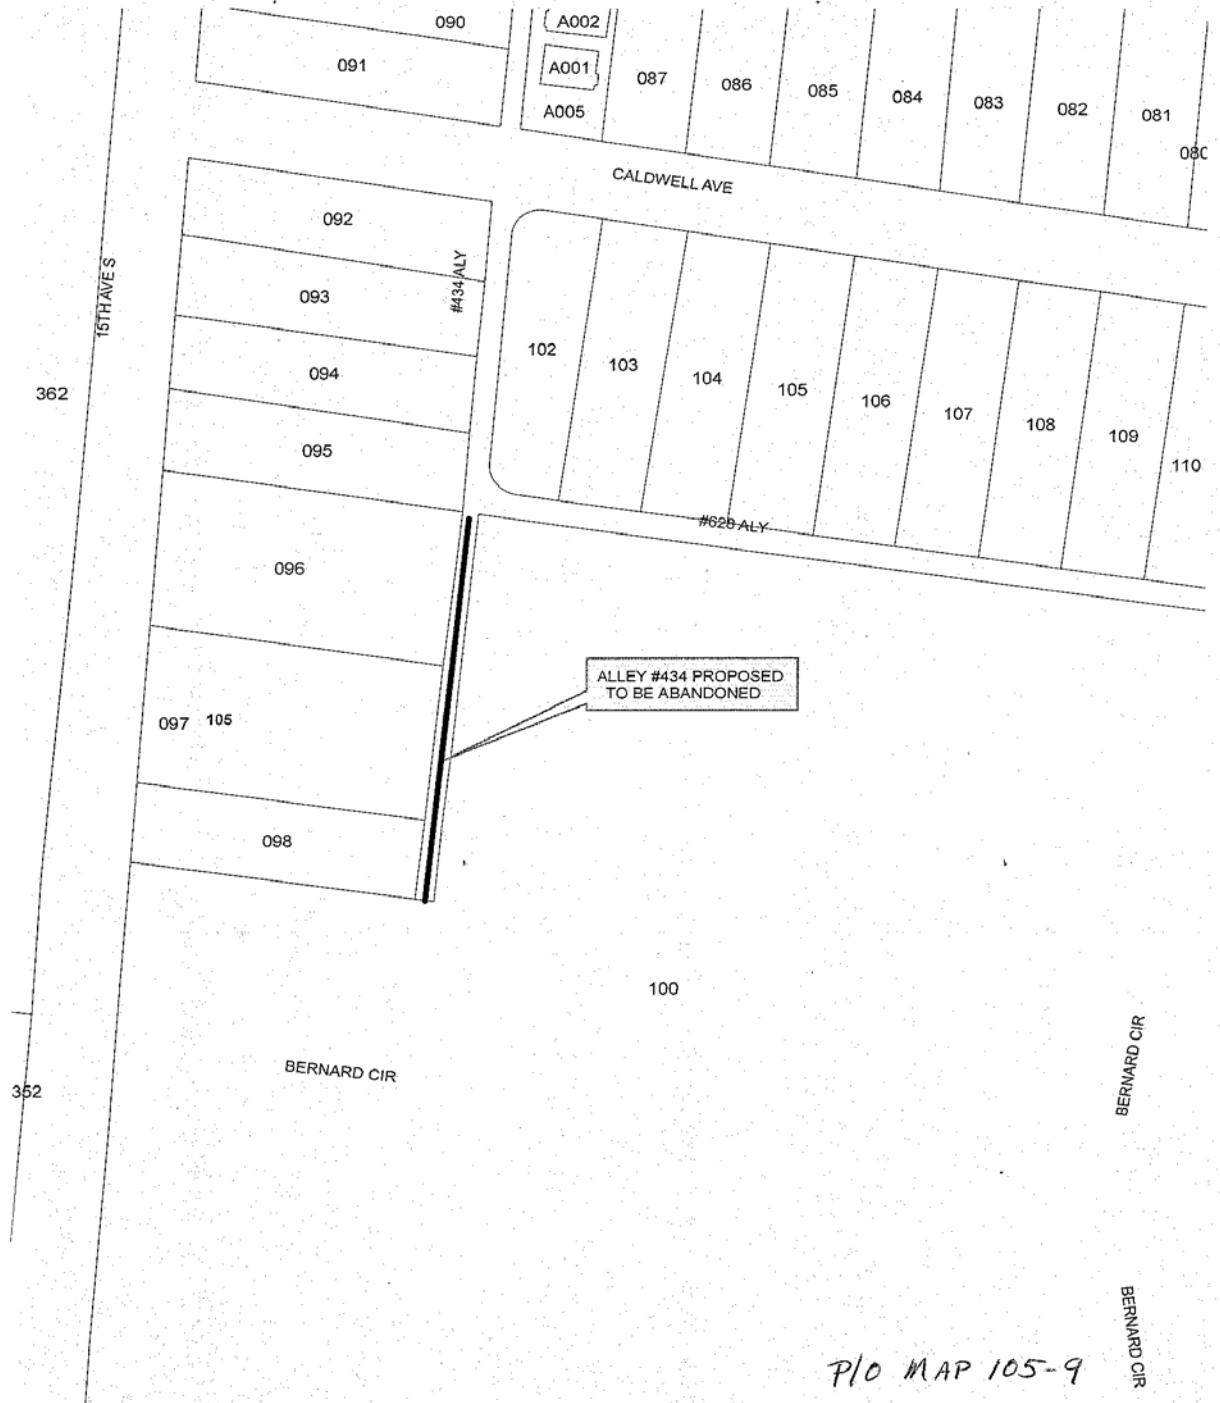 090
A002
091
A001
087
086
085
084
083
082
081
A005
080
CALDWELL AVE
092
#434 ALY
15TH AVE S
093
094
362
095
102
103
104
105
106
107
108
109
110
096
#628 ALY
ALLEY #434 PROPOSED
TO BE ABANDONED
097
105
098
100
BERNARD CIR
BERNARD CIR
352
BERNARD CIR
P/O MAP 105-9